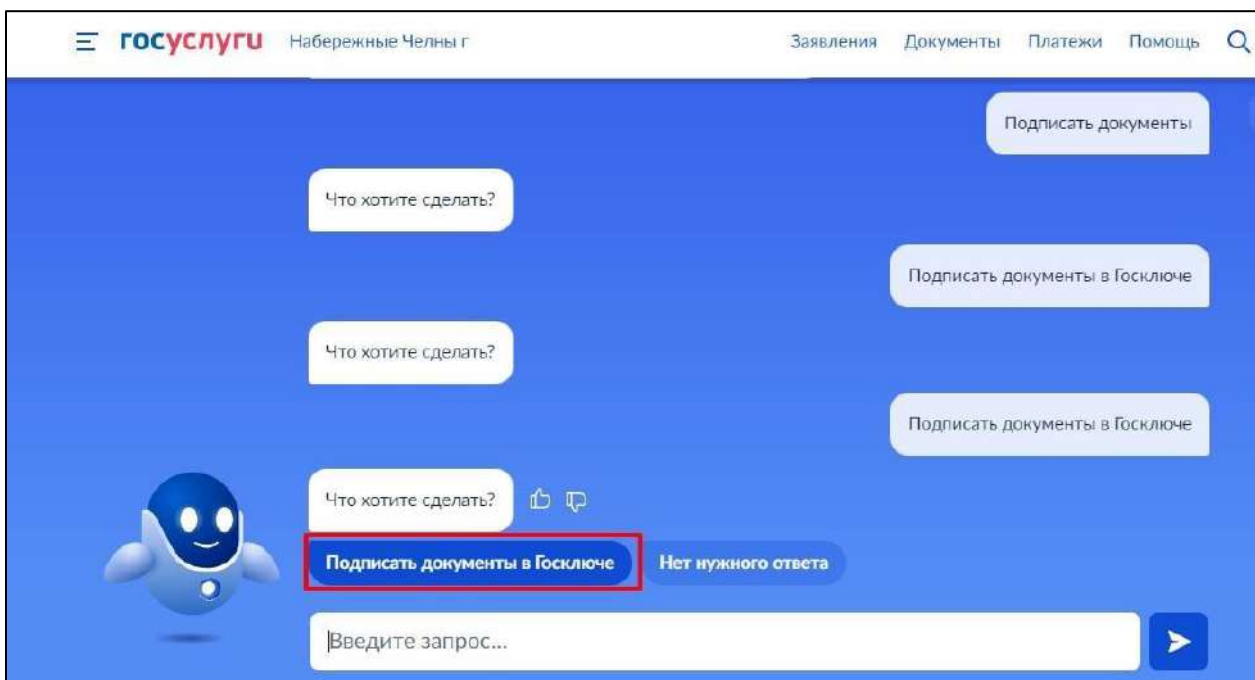 госуслуги Набережные Челны г Заявления Документы Платежи Помощь
Подписать документы
Что хотите сделать?
Подписать документы в Госключе
Что хотите сделать?
Подписать документы в Госключе
Что хотите сделать?
Подписать документы в Госключе Нет нужного ответа
Введите запрос...